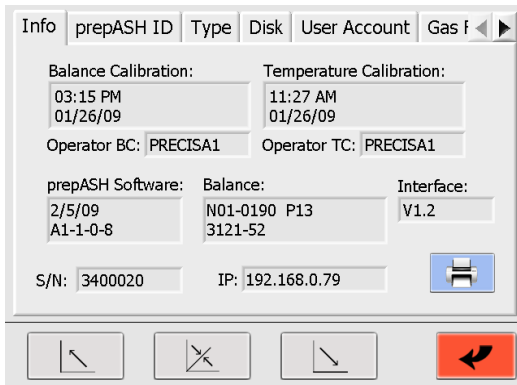 Info prepASH ID Type Disk User Account Gas
Balance Calibration: Temperature Calibration:
03:15 PM 11:27 AM
01/26/09 01/26/09
Operator BC: PRECISA1 Operator TC: PRECISA1
prepASH Software: Balance: Interface:
2/5/09 N01-0190 P13 V1.2
A1-1-0-8 3121-52
S/N: 3400020 IP: 192.168.0.79